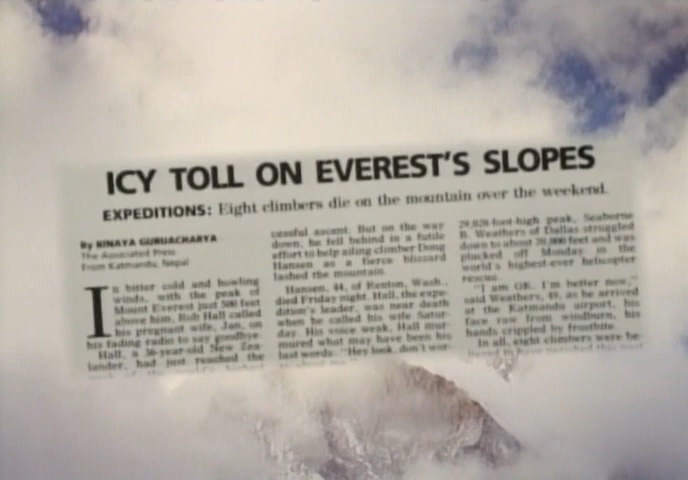 ICY TOLL ON EVEREST'S SLOPES
EXPEDITIONS: Eight climbers die on the mountain over the weekend.
By BINAYA GURUACHARYA
The Associated Press
From Katmandu, Nepal
In bitter cold and howling
winds, with the peak of
Mount Everest just 500 feet
above him, Rob Hall called
his pregnant wife, Jan, on
his fading radio to say goodbye.
Hall, a 36-year-old New Zea-
lander, had just reached the
cessful ascent. But on the way
down, he fell behind in a futile
effort to help ailing climber Doug
Hansen as a fierce blizzard
lashed the mountain.
Hansen, 44, of Renton, Wash.,
died Friday night. Hall, the expe-
dition's leader, was near death
when he called his wife Satur-
day. His voice weak, Hall mur-
mured what may have been his
last words: "Hey look, don't wor-
29,028-foot-high peak, Seaborne
B. Weathers of Dallas struggled
down to about 20,000 feet and was
plucked off Monday in the
world's highest-ever helicopter
rescue.
"I am OK. I'm better now,"
said Weathers, 49, as he arrived
at the Katmandu airport, his
face raw from windburn, his
hands crippled by frostbite.
In all, eight climbers were be-